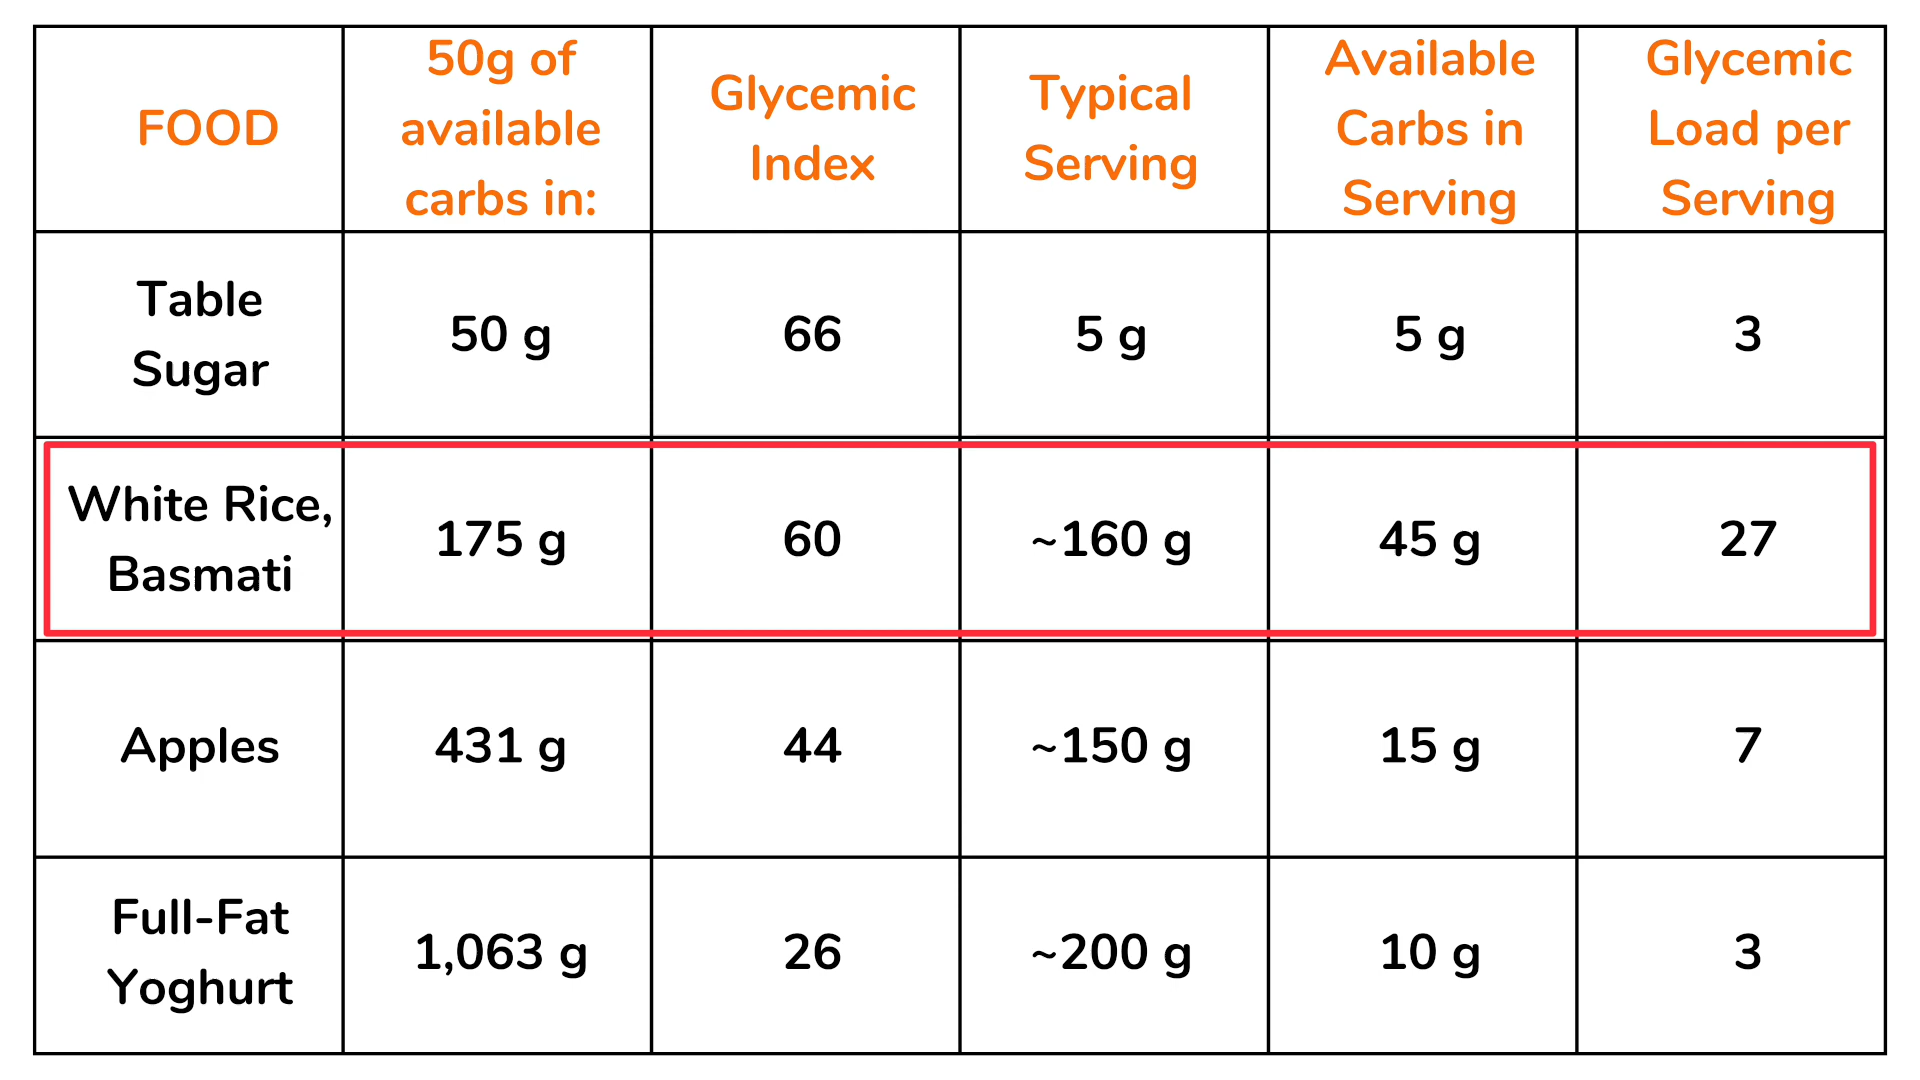 FOOD
50g of
available
carbs in:
Glycemic
Index
Typical
Serving
Available
Carbs in
Serving
Glycemic
Load per
Serving
Table
Sugar
50 g
66
5 g
5 g
3
White Rice,
Basmati
175 g
60
~160 g
45 g
27
Apples
431 g
44
~150 g
15 g
7
Full-Fat
Yoghurt
1,063 g
26
~200 g
10 g
3